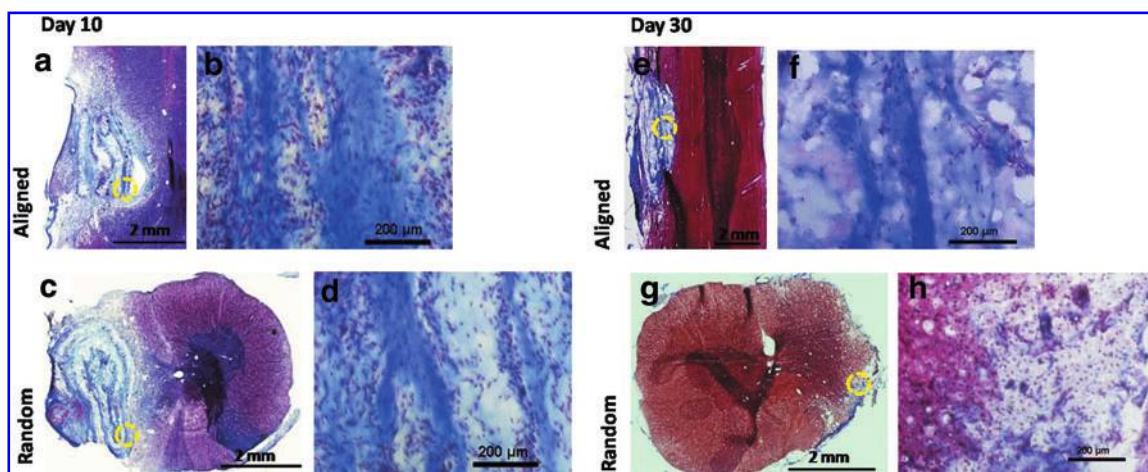 Day 10
Day 30
a
b
e
f
Aligned
2 mm
200 µm
Aligned
2 mm
200 µm
c
d
g
h
Random
2 mm
200 µm
Random
2 mm
200 µm